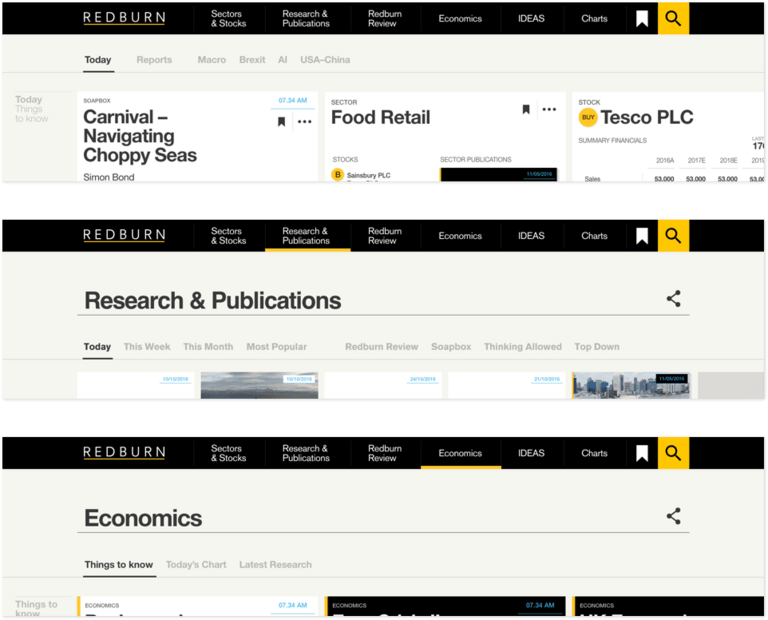 REDBURN
Sectors
& Stocks
Research &
Publications
Redburn
Review
Economics
IDEAS
Charts
Today
Reports
Macro
Brexit
AI
USA–China
Today
Things
to know
SOAPBOX
07.34 AM
Carnival –
Navigating
Choppy Seas
Simon Bond
SECTOR
Food Retail
STOCKS
B
Sainsbury PLC
SECTOR PUBLICATIONS
11/09/2016
STOCK
BUY
Tesco PLC
SUMMARY FINANCIALS
LAST
2016A
2017E
2018E
2019
Sales
53.000
53.000
53.000
53.0
REDBURN
Sectors
& Stocks
Research &
Publications
Redburn
Review
Economics
IDEAS
Charts
Research & Publications
Today
This Week
This Month
Most Popular
Redburn Review
Soapbox
Thinking Allowed
Top Down
10/10/2016
10/10/2016
24/10/2016
21/10/2016
11/09/2016
REDBURN
Sectors
& Stocks
Research &
Publications
Redburn
Review
Economics
IDEAS
Charts
Economics
Things to know
Today's Chart
Latest Research
Things to
know
ECONOMICS
07.34 AM
ECONOMICS
07.34 AM
ECONOMICS